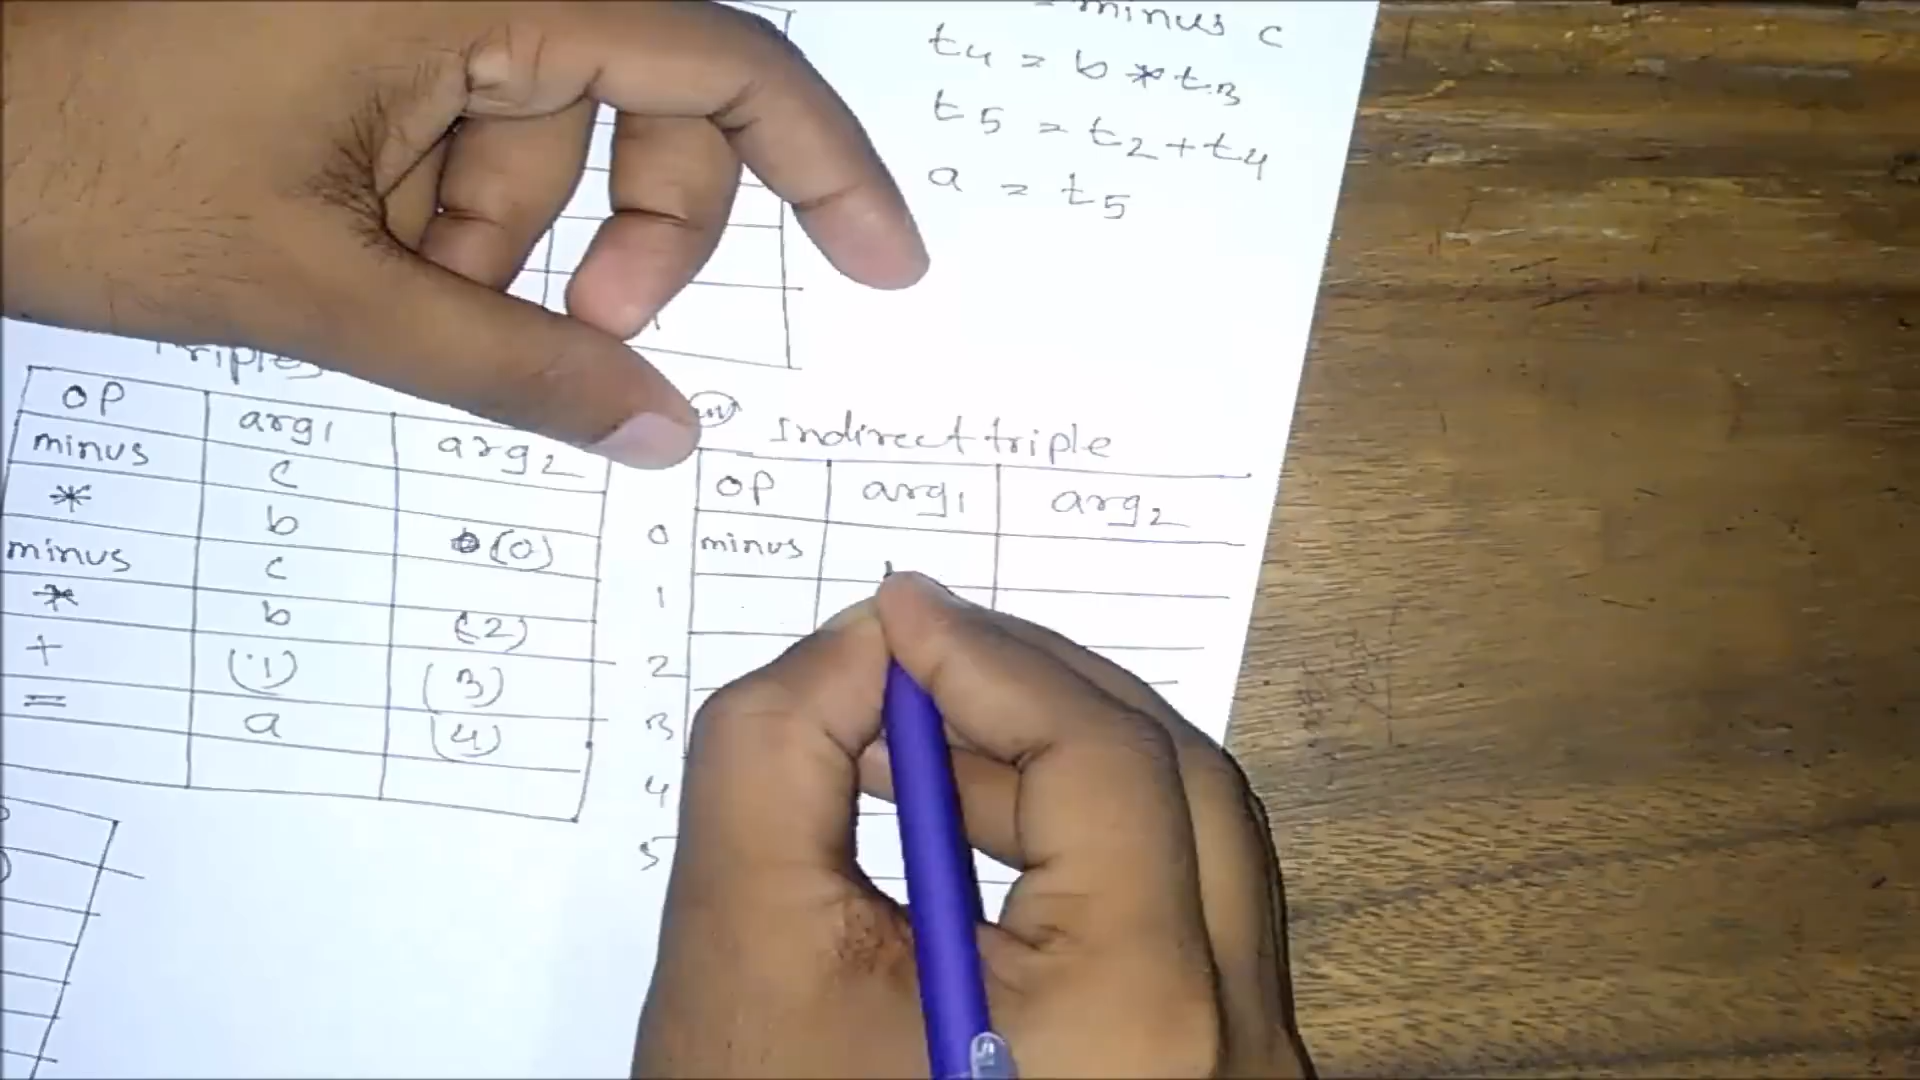 minus c
t4 = b * t3
t5 = t2 + t4
a = t5
Triples
op arg1 arg2
minus c
* b (0)
minus c
* b (2)
+ (1) (3)
= a (4)
Indirect triple
op arg1 arg2
0 minus
1
2
3
4
5